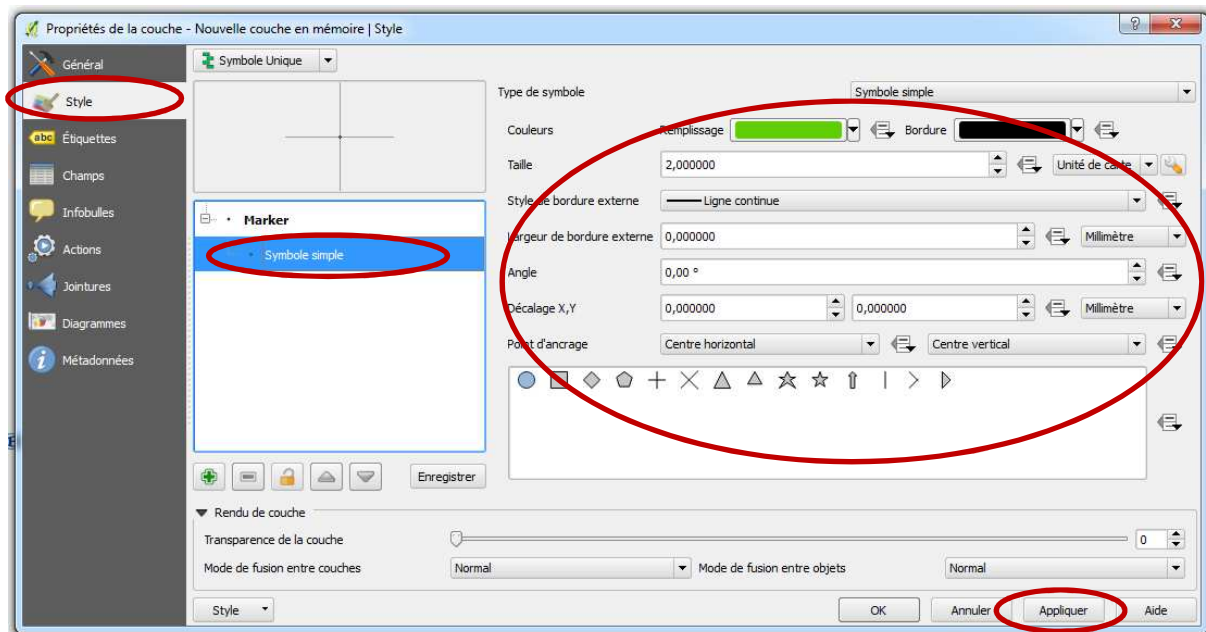 Propriétés de la couche - Nouvelle couche en mémoire | Style
Général
Style
abc Étiquettes
Champs
Infobulles
Actions
Jointures
Diagrammes
Métadonnées
Symbole Unique
Marker
Symbole simple
Enregistrer
Type de symbole Symbole simple
Couleurs Remplissage Bordure
Taille 2,000000 Unité de carte
Style de bordure externe Ligne continue
Largeur de bordure externe 0,000000 Millimètre
Angle 0,00 °
Décalage X,Y 0,000000 0,000000 Millimètre
Point d'ancrage Centre horizontal Centre vertical
Rendu de couche
Transparence de la couche 0
Mode de fusion entre couches Normal Mode de fusion entre objets Normal
Style OK Annuler Appliquer Aide